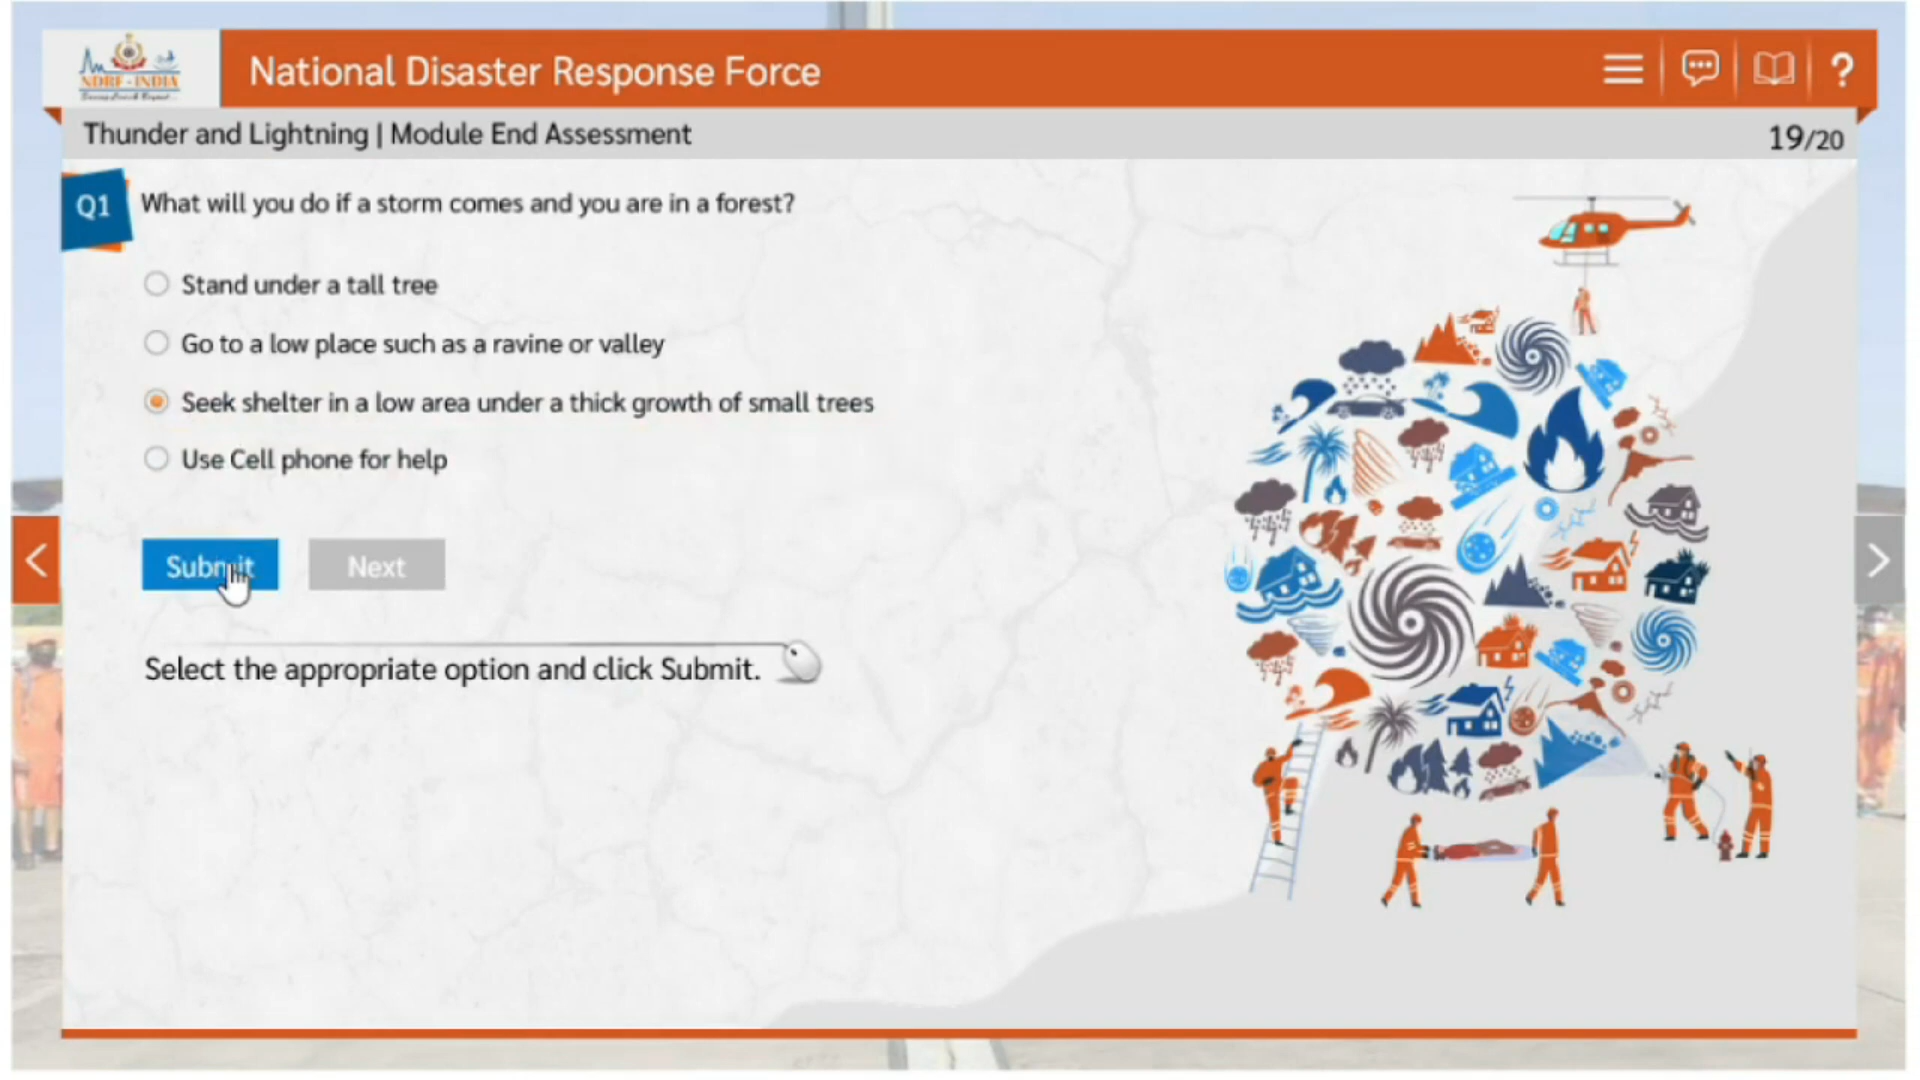 NDRF - INDIA
National Disaster Response Force
?
Thunder and Lightning | Module End Assessment
19/20
Q1
What will you do if a storm comes and you are in a forest?
Stand under a tall tree
Go to a low place such as a ravine or valley
Seek shelter in a low area under a thick growth of small trees
Use Cell phone for help
Submit
Next
Select the appropriate option and click Submit.